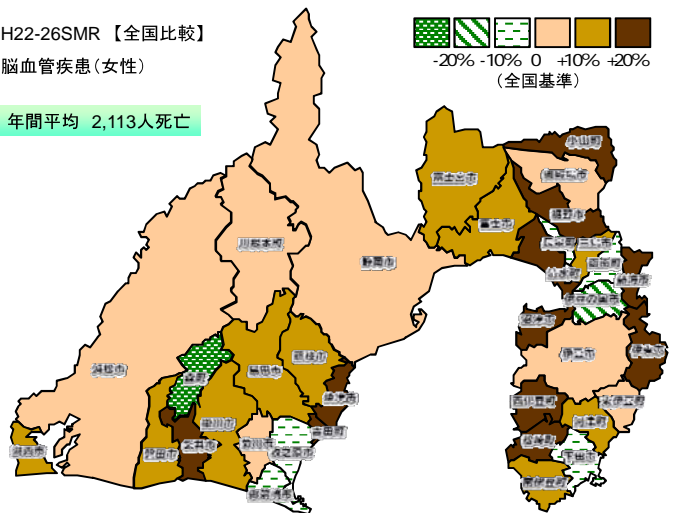 H22-26SMR 【全国比較】
脳血管疾患(女性)
年間平均 2,113人死亡
-20% -10% 0 +10% +20%
(全国基準)
小山町
御殿場市
富士宮市
裾野市
富士市
長泉町
三島市
川根本町
静岡市
函南町
熱海市
伊豆の国市
沼津市
伊東市
伊豆市
藤枝市
島田市
浜松市
森町
焼津市
西伊豆町
東伊豆町
河津町
掛川市
吉田町
袋井市
菊川市
牧之原市
松崎町
下田市
湖西市
磐田市
御前崎市
南伊豆町